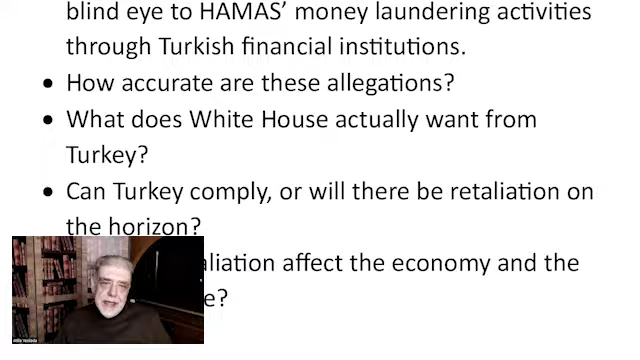 blind eye to HAMAS’ money laundering activities
through Turkish financial institutions.
• How accurate are these allegations?
• What does White House actually want from
Turkey?
• Can Turkey comply, or will there be retaliation on
the horizon?
aliation affect the economy and the
e?